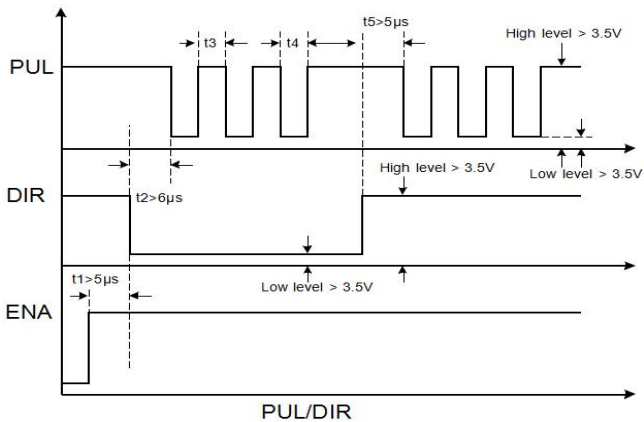 t5>5µs
High level > 3.5V
t3
t4
PUL
Low level > 3.5V
High level > 3.5V
DIR
t2>6µs
Low level > 3.5V
t1>5µs
ENA
PUL/DIR